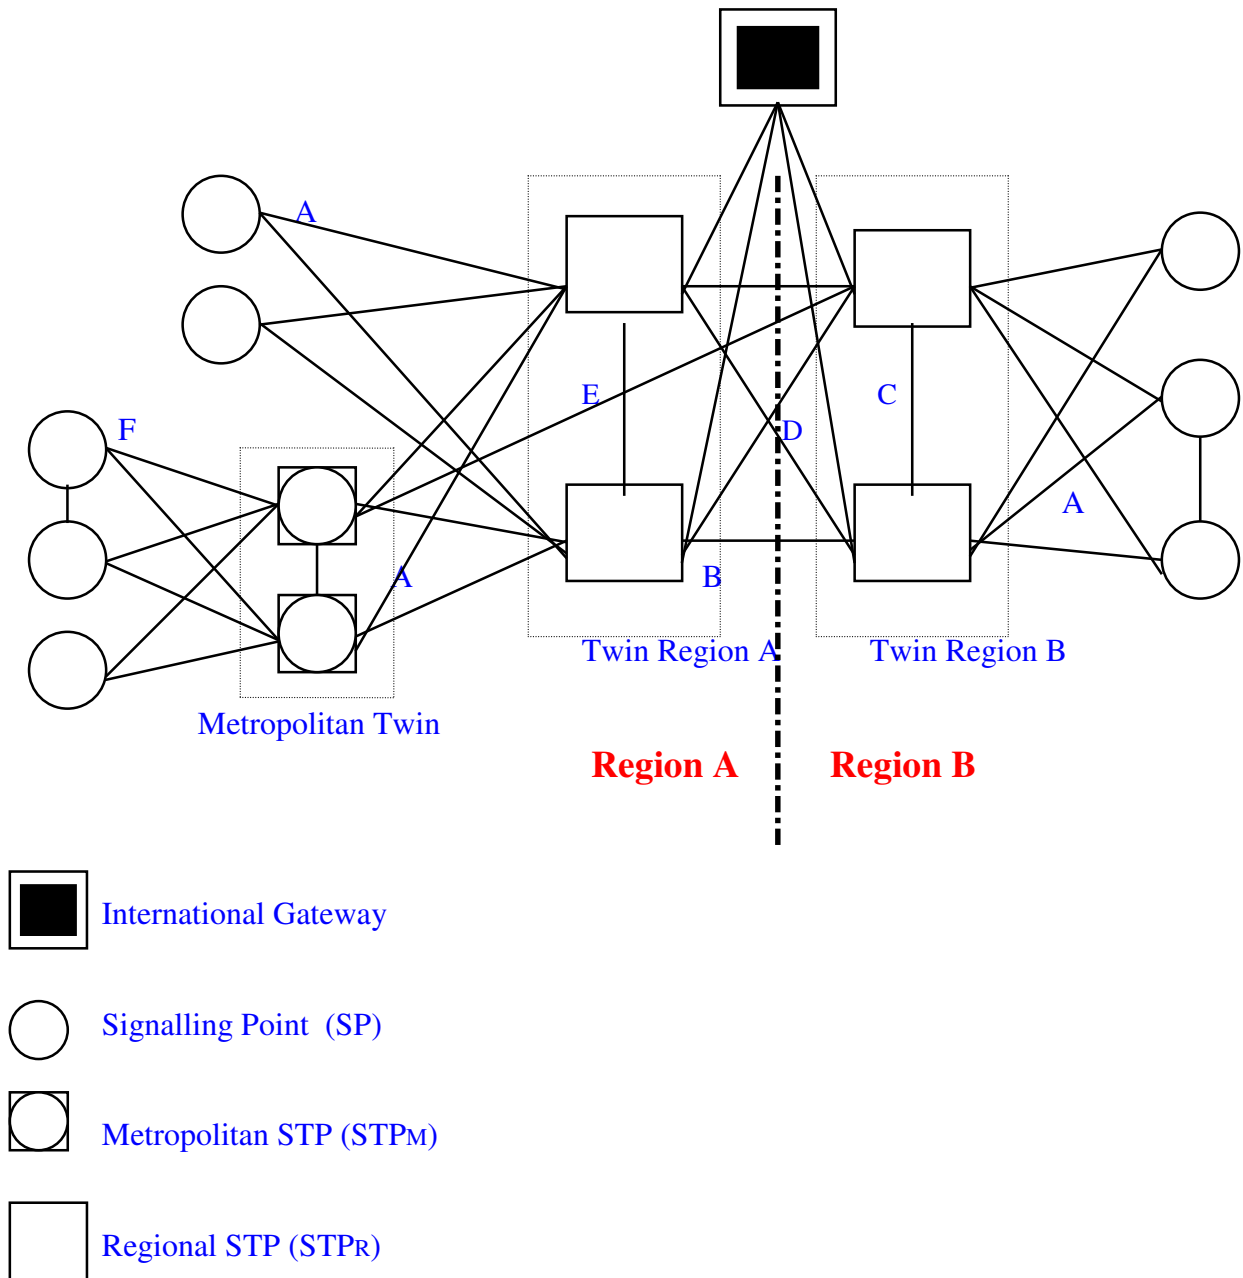 A
F
E
C
D
A
A
B
Twin Region A
Twin Region B
Metropolitan Twin
Region A
Region B
International Gateway
Signalling Point (SP)
Metropolitan STP (STPM)
Regional STP (STPR)